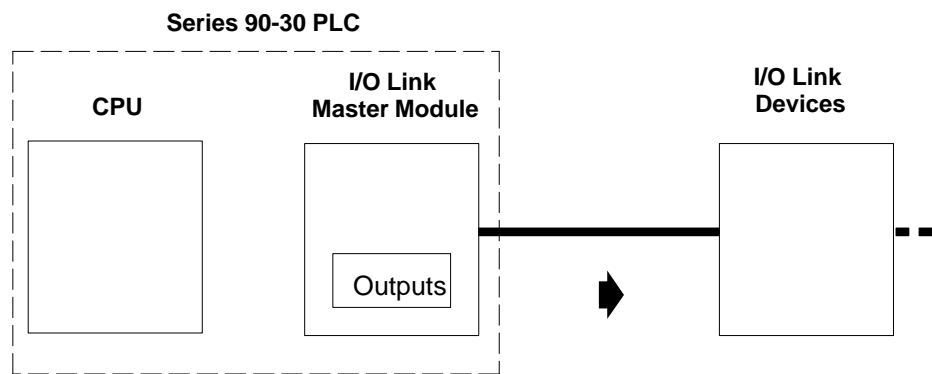 Series 90-30 PLC
CPU
I/O Link
Master Module
I/O Link
Devices
Outputs